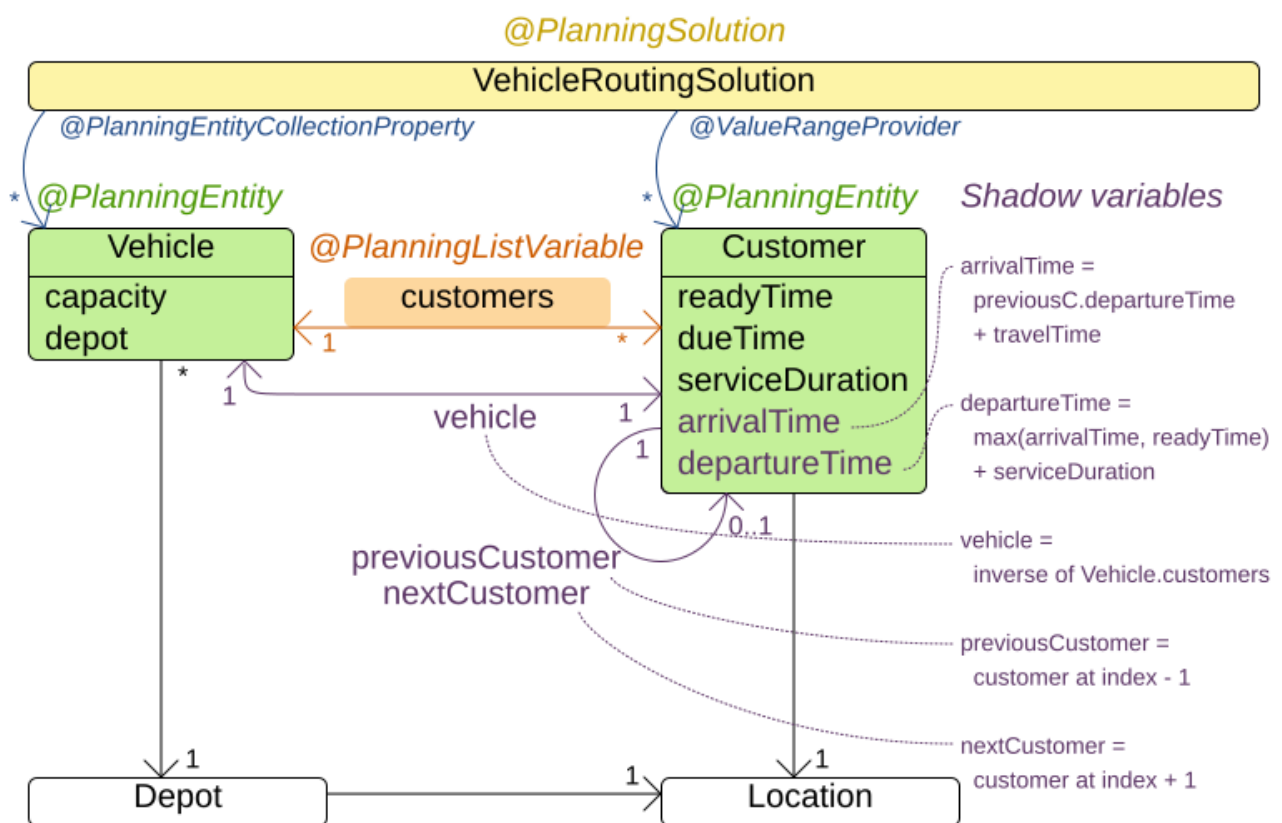 @PlanningSolution
VehicleRoutingSolution
@PlanningEntityCollectionProperty
@ValueRangeProvider
*
@PlanningEntity
*
@PlanningEntity
Shadow variables
Vehicle
capacity
depot
@PlanningListVariable
customers
1
*
Customer
readyTime
dueTime
serviceDuration
arrivalTime
departureTime
arrivalTime =
previousC.departureTime
+ travelTime
*
1
1
vehicle
1
departureTime =
max(arrivalTime, readyTime)
+ serviceDuration
0..1
previousCustomer
nextCustomer
vehicle =
inverse of Vehicle.customers
previousCustomer =
customer at index - 1
nextCustomer =
customer at index + 1
1
1
1
Depot
Location